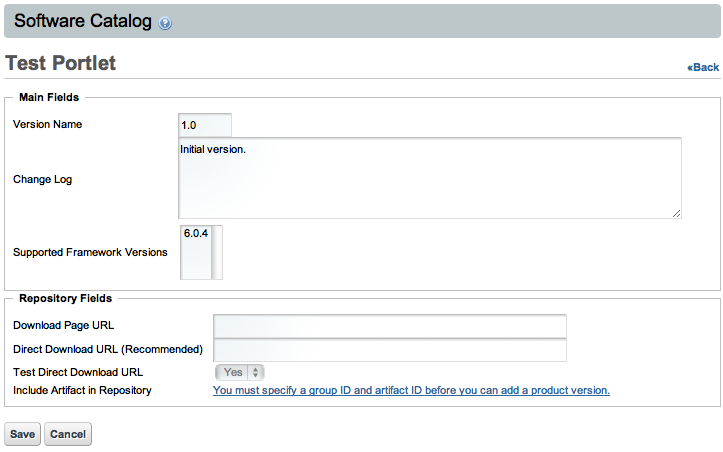 Software Catalog ?
Test Portlet
«Back
Main Fields
Version Name 1.0
Change Log Initial version.
Supported Framework Versions 6.0.4
Repository Fields
Download Page URL
Direct Download URL (Recommended)
Test Direct Download URL Yes
Include Artifact in Repository You must specify a group ID and artifact ID before you can add a product version.
Save Cancel